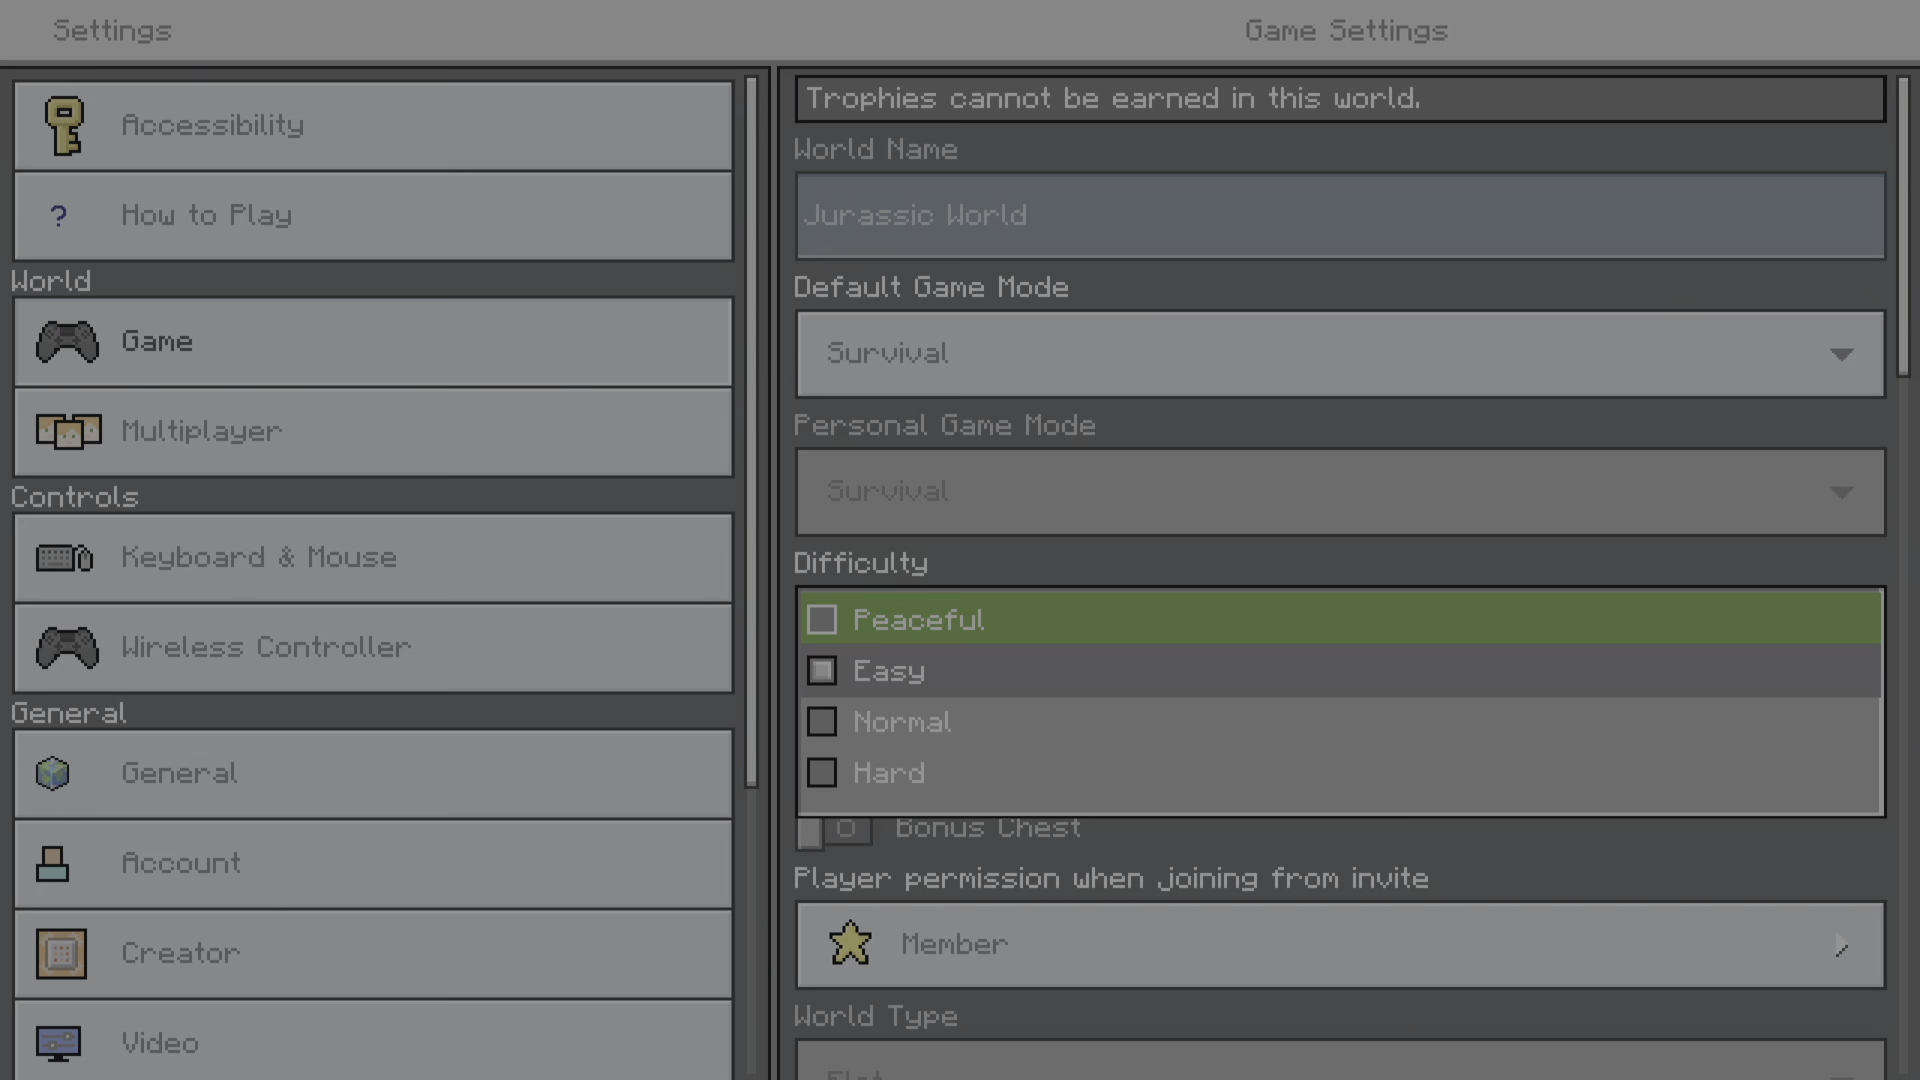 Settings
Game Settings
Accessibility
How to Play
World
Game
Multiplayer
Controls
Keyboard & Mouse
Wireless Controller
General
General
Account
Creator
Video
Trophies cannot be earned in this world.
World Name
Jurassic World
Default Game Mode
Survival
Personal Game Mode
Survival
Difficulty
Peaceful
Easy
Normal
Hard
Bonus Chest
Player permission when joining from invite
Member
World Type
Flat